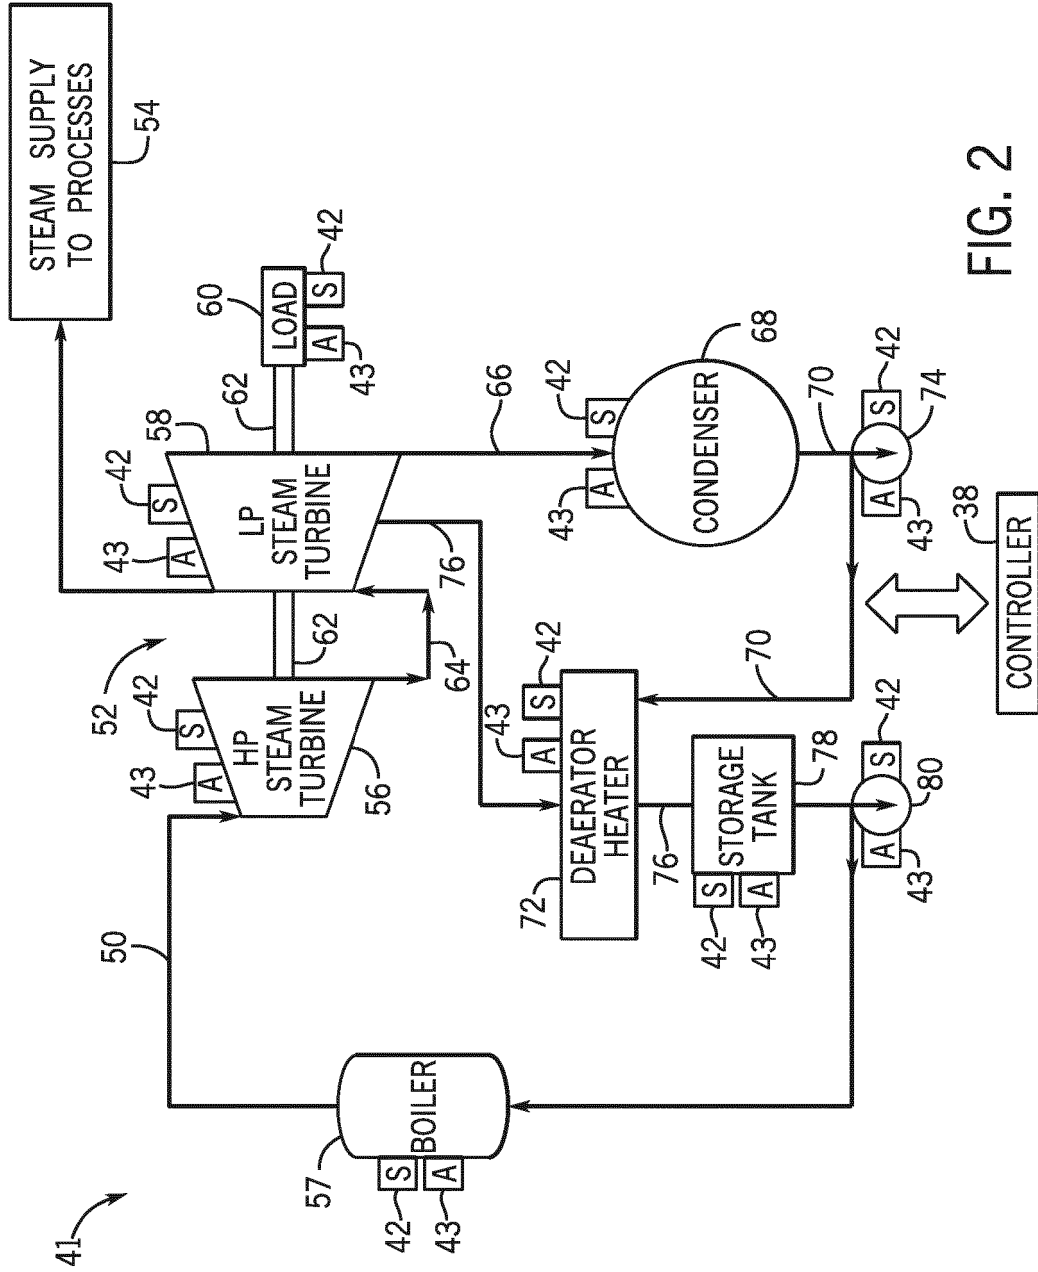 41
STEAM SUPPLY
TO PROCESSES
54
50
52
43
42
S
A
58
43
42
S
A
HP
STEAM
TURBINE
56
LP
STEAM
TURBINE
62
62
60
LOAD
A
S
43
42
57
BOILER
42
S
43
A
64
76
66
43
42
A
S
72
DEAERATOR
HEATER
43
42
A
S
CONDENSER
68
76
42
S
43
A
STORAGE
TANK
78
70
70
43
A
S
42
80
43
A
S
42
74
38
CONTROLLER
FIG. 2